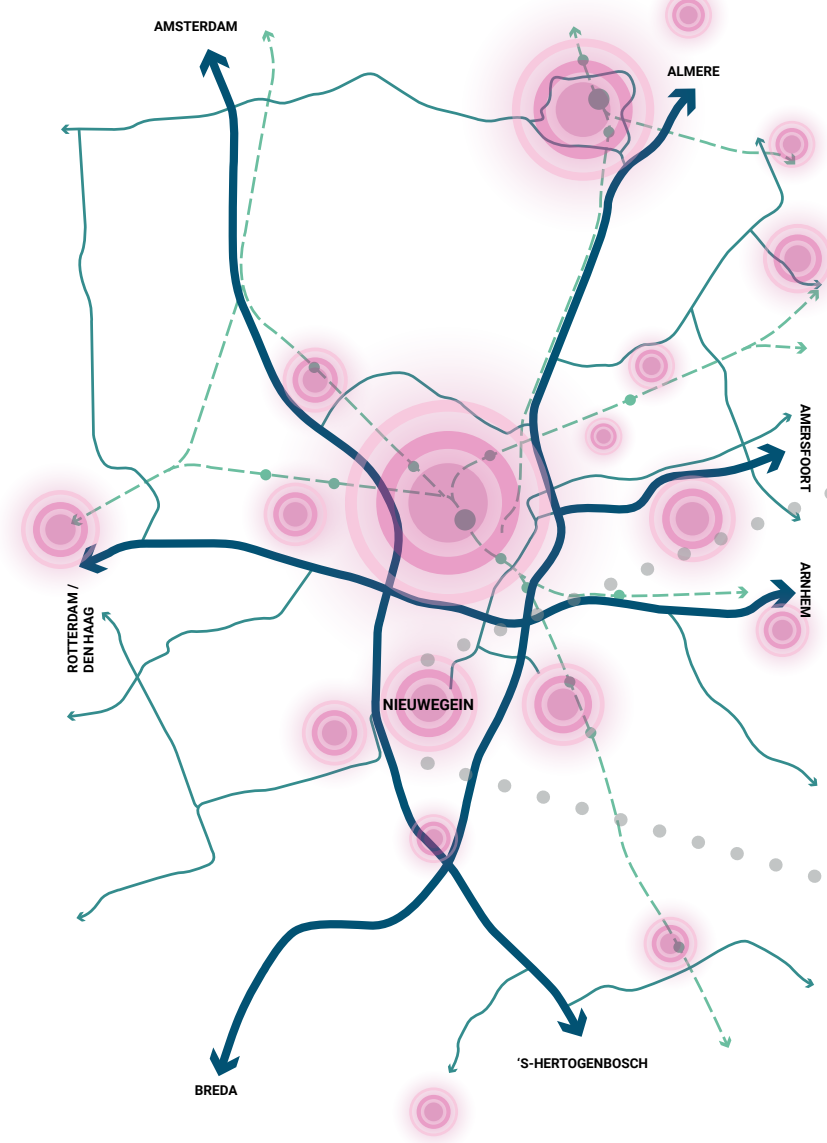 AMSTERDAM
ALMERE
AMERSFOORT
ARNHEM
ROTTERDAM /
DEN HAAG
NIEUWEGEIN
'S-HERTOGENBOSCH
BREDA